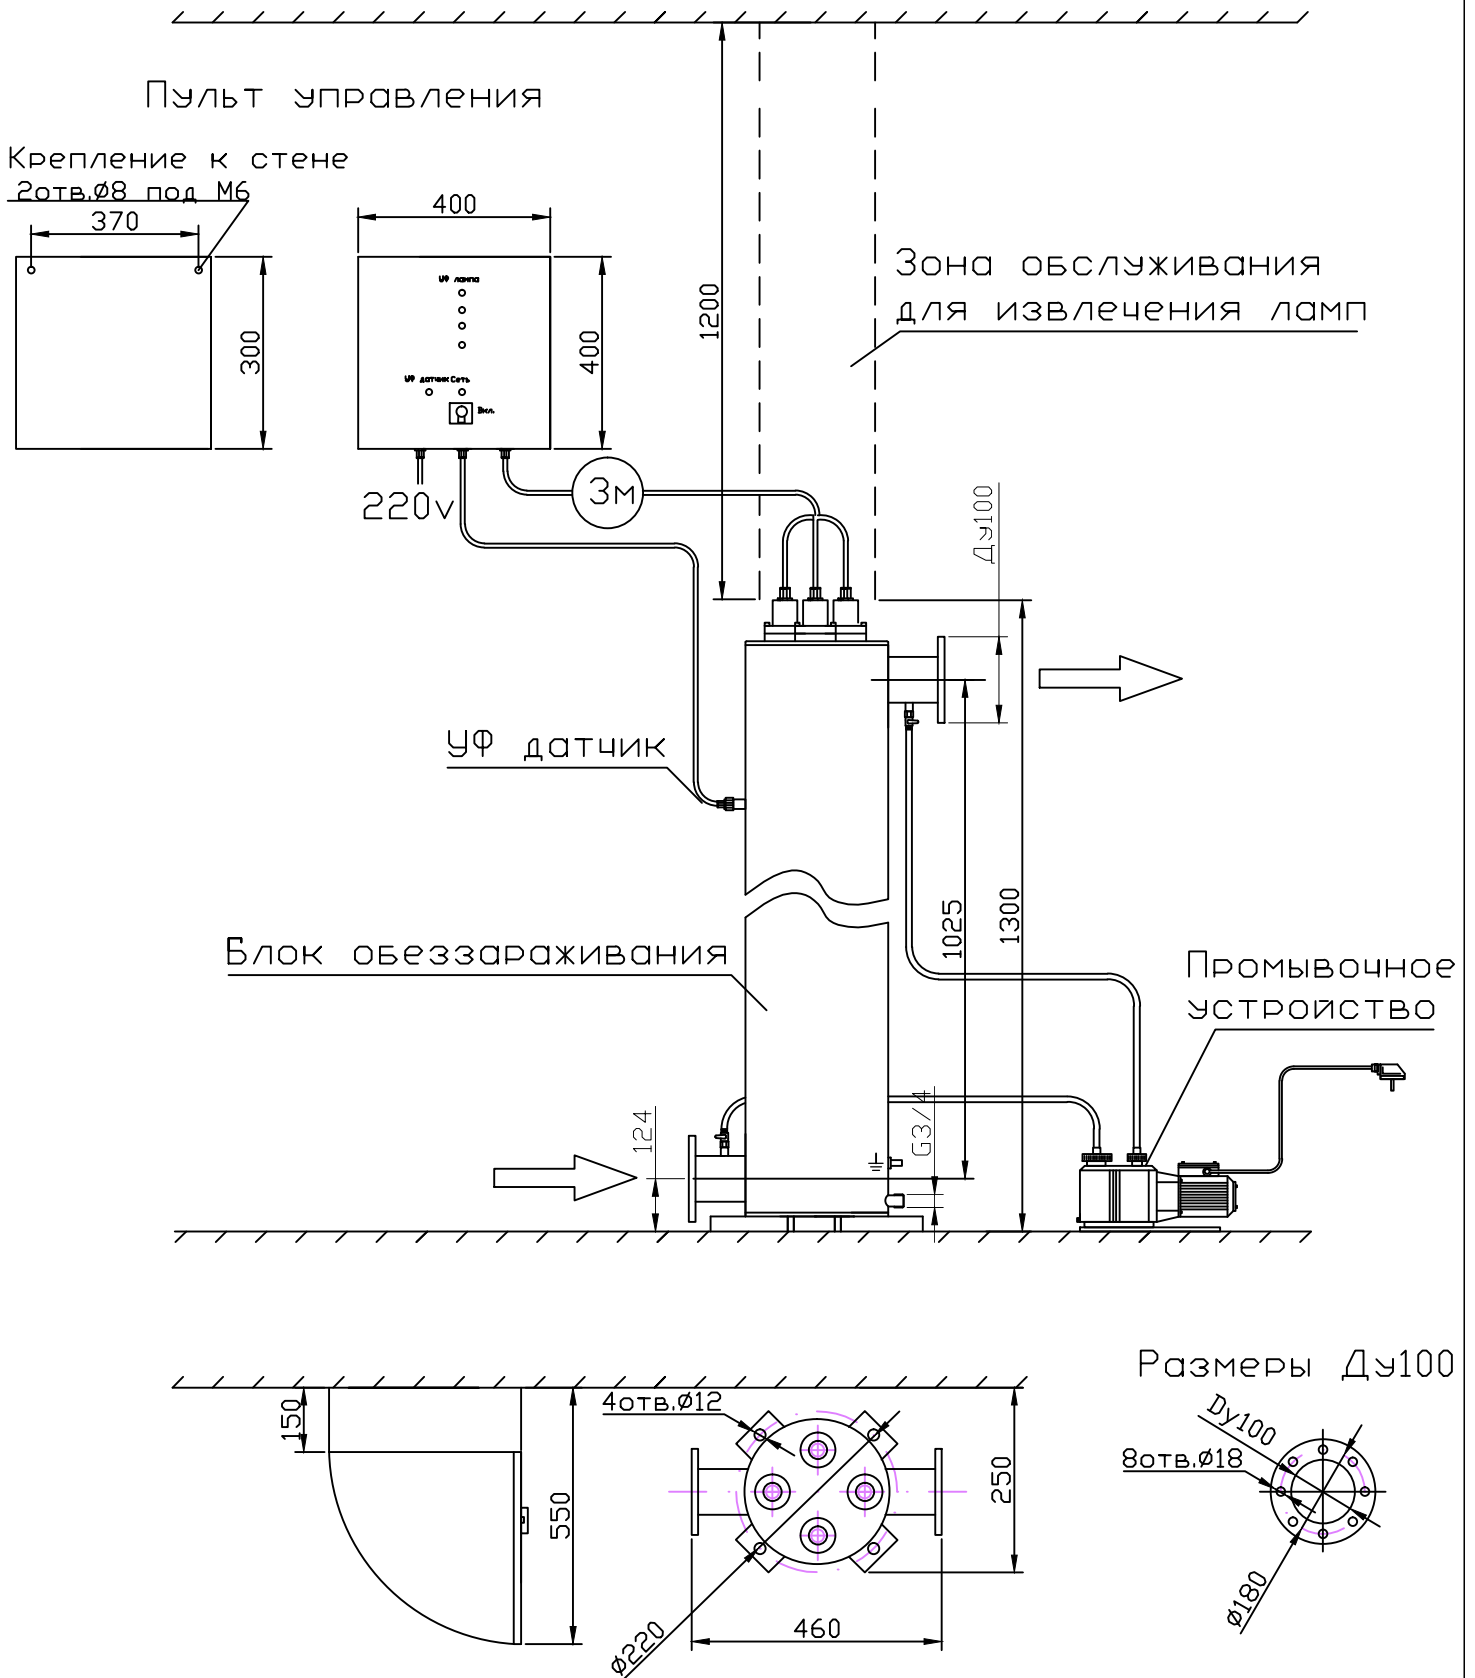 Пульт управления
Крепление к стене
2отв.Ø8 под М6
370
300
400
400
УФ лампа
УФ датчик Сеть
Вкл.
220v
3м
1200
Зона обслуживания
для извлечения ламп
Ду100
УФ датчик
1025
1300
Блок обеззараживания
Промывочное
устройство
124
G3/4
150
550
4отв.Ø12
250
460
Ø220
Размеры Ду100
Dу100
8отв.Ø18
Ø180